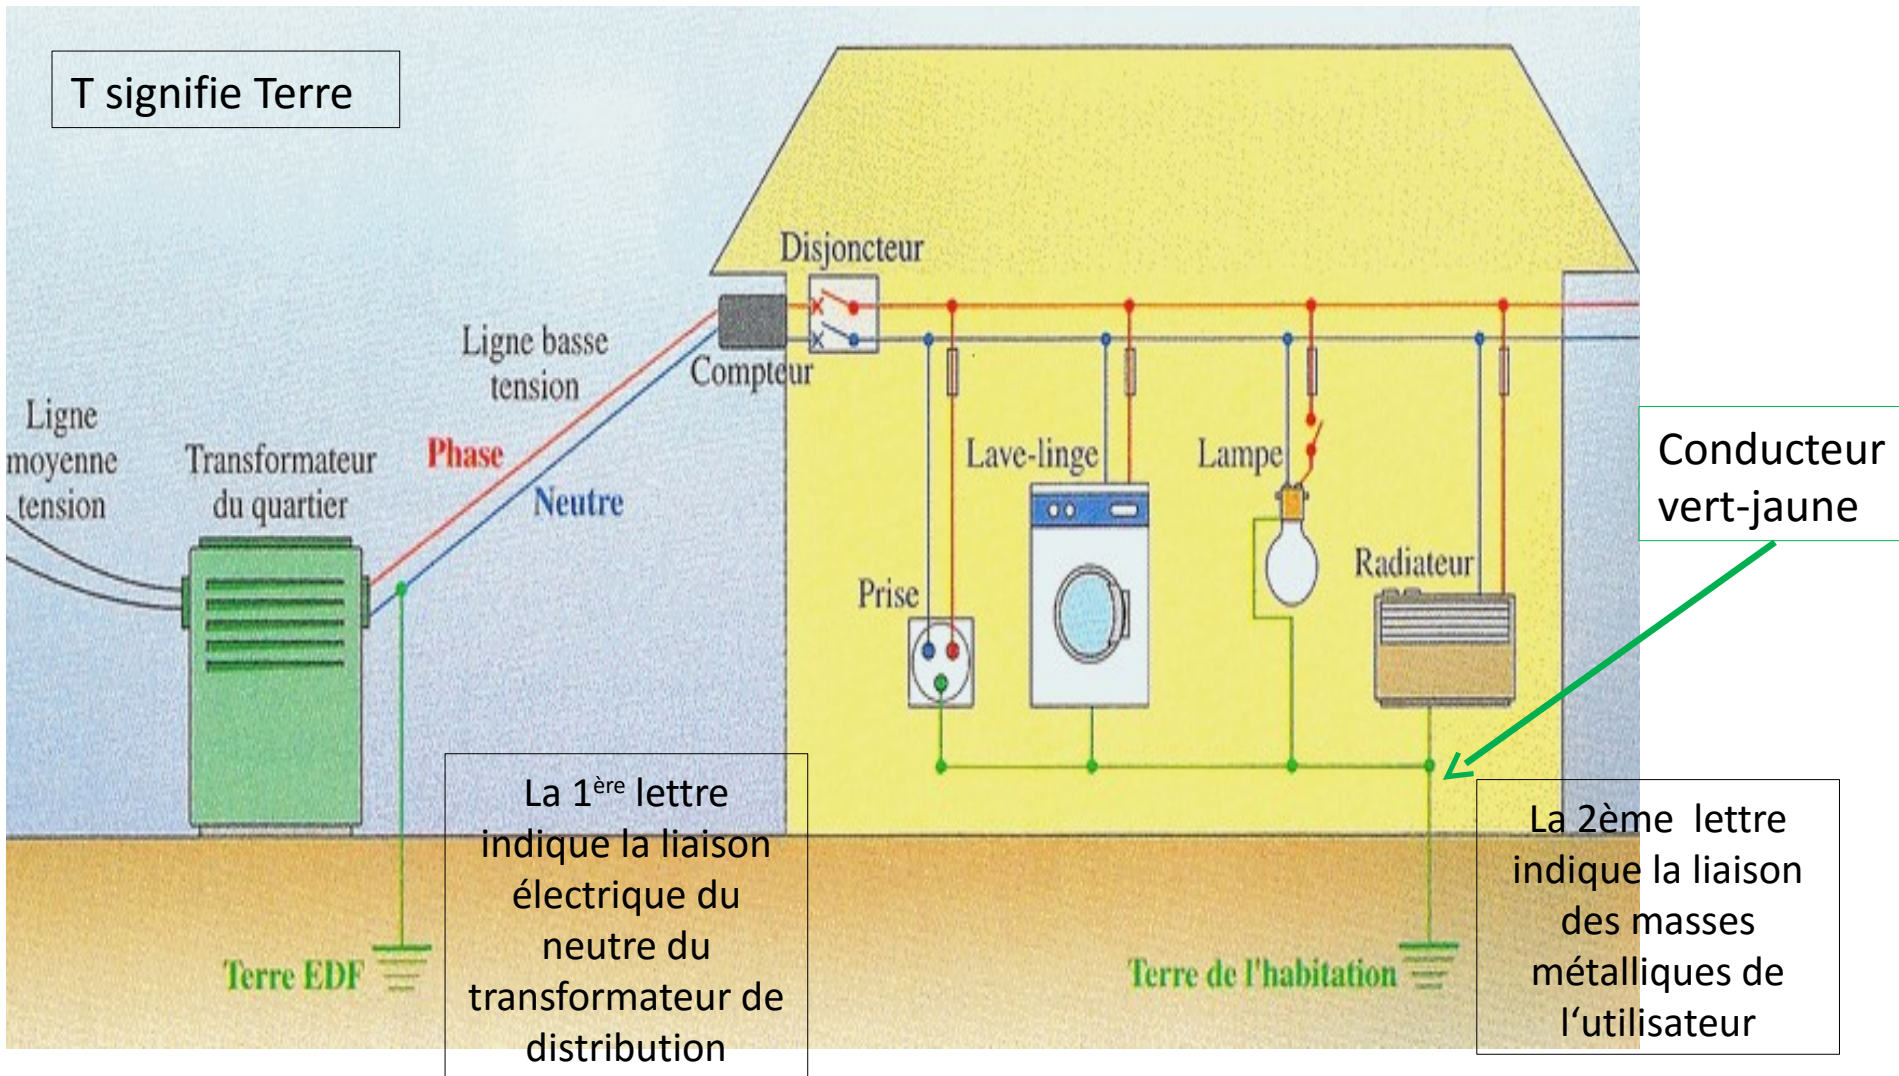 T signifie Terre
Disjoncteur
Ligne basse
tension
Compteur
Ligne
moyenne
tension
Transformateur
du quartier
Phase
Neutre
Lave-linge
Lampe
Conducteur
vert-jaune
Prise
Radiateur
La 1ère lettre
indique la liaison
électrique du
neutre du
transformateur de
distribution
La 2ème lettre
indique la liaison
des masses
métalliques de
l‘utilisateur
Terre EDF
Terre de l'habitation